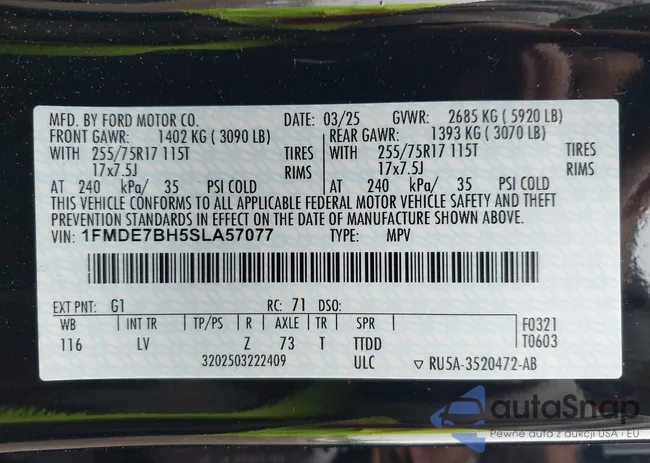 MFD. BY FORD MOTOR CO. DATE: 03/25 GVWR: 2685 KG ( 5920 LB)
FRONT GAWR: 1402 KG ( 3090 LB) REAR GAWR: 1393 KG ( 3070 LB)
WITH 255/75R17 115T TIRES WITH 255/75R17 115T TIRES
17x7.5J RIMS 17x7.5J RIMS
AT 240 kPa/ 35 PSI COLD AT 240 kPa/ 35 PSI COLD
THIS VEHICLE CONFORMS TO ALL APPLICABLE FEDERAL MOTOR VEHICLE SAFETY AND THEFT
PREVENTION STANDARDS IN EFFECT ON THE DATE OF MANUFACTURE SHOWN ABOVE.
VIN: 1FMDE7BH5SLA57077 TYPE: MPV
EXT PNT: G1 RC: 71 DSO:
WB INT TR TP/PS R AXLE TR SPR F0321
116 LV Z 73 T TTDD T0603
3202503222409 ULC ▽ RU5A-3520472-AB
autoSnap
Pewne auta z aukcji USA i EU